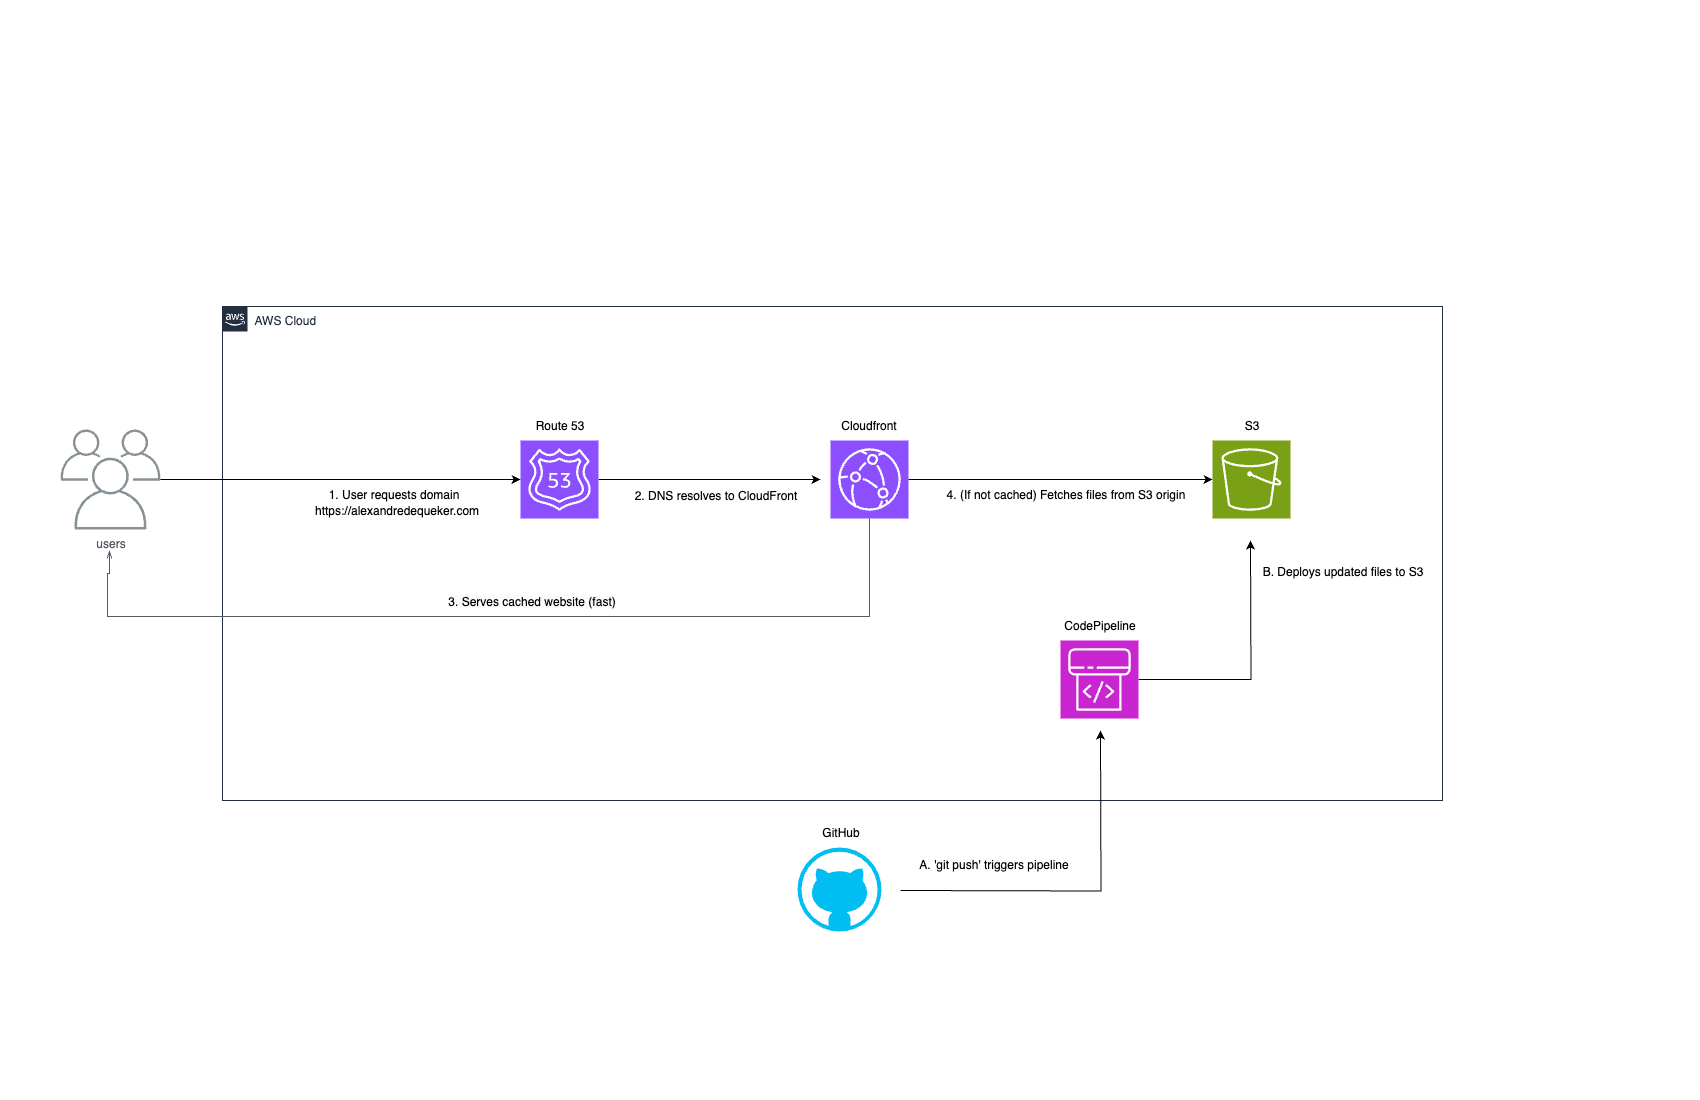 aws
AWS Cloud
Route 53
Cloudfront
S3
53
1. User requests domain
https://alexandredequeker.com
2. DNS resolves to CloudFront
4. (If not cached) Fetches files from S3 origin
users
B. Deploys updated files to S3
3. Serves cached website (fast)
CodePipeline
</>
GitHub
A. 'git push' triggers pipeline